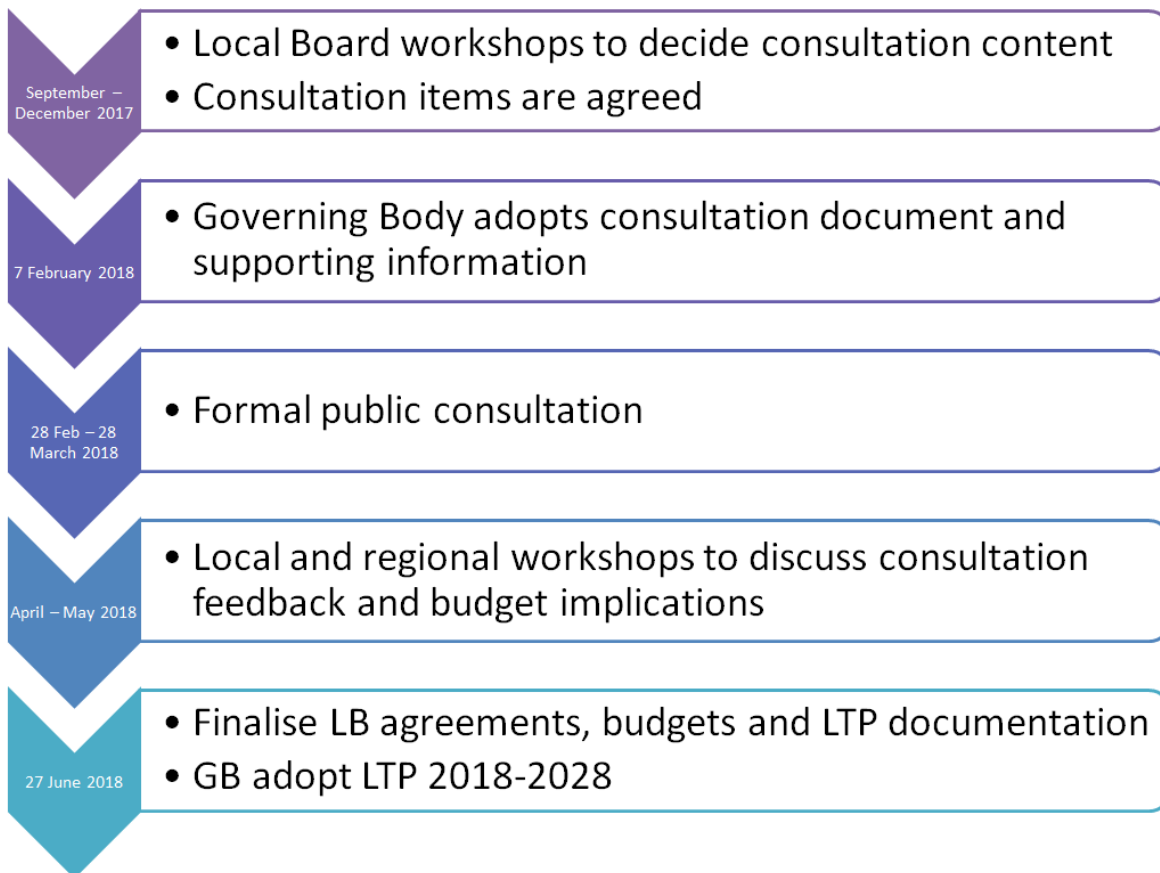 September –
December 2017
• Local Board workshops to decide consultation content
• Consultation items are agreed
7 February 2018
• Governing Body adopts consultation document and
supporting information
28 Feb – 28
March 2018
• Formal public consultation
April – May 2018
• Local and regional workshops to discuss consultation
feedback and budget implications
27 June 2018
• Finalise LB agreements, budgets and LTP documentation
• GB adopt LTP 2018-2028